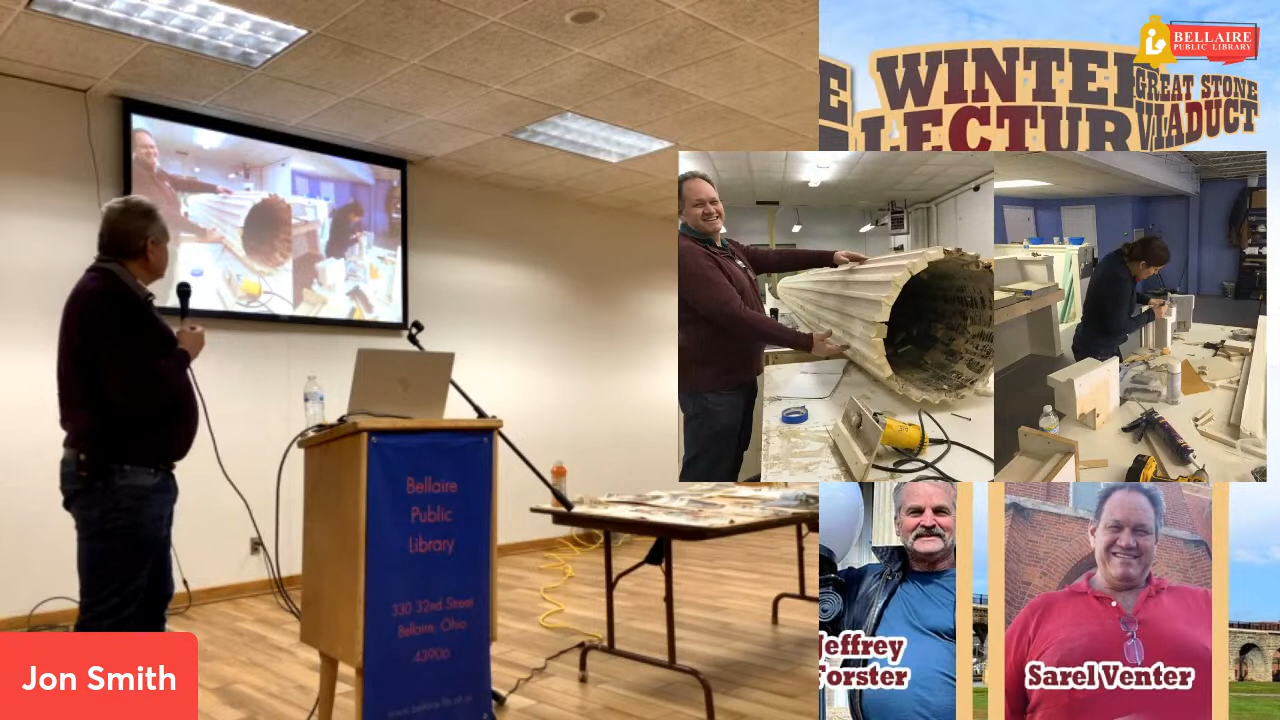 BELLAIRE
PUBLIC LIBRARY
WINTER
GREAT STONE
VIADUCT
LECTUR
Bellaire
Public
Library
330 32nd Street
Bellaire, Ohio
43906
Jeffrey
Forster
Sarel Venter
Jon Smith